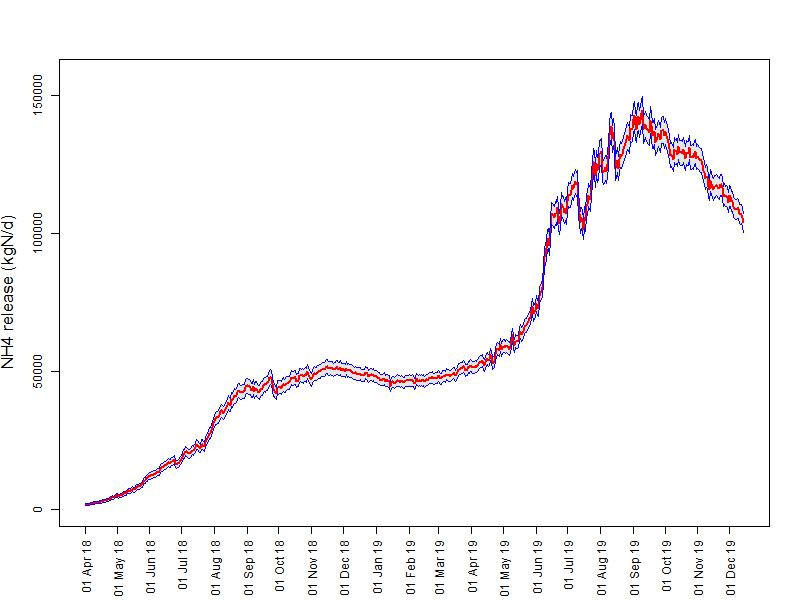 NH4 release (kgN/d)
150000
100000
50000
0
01 Apr 18
01 May 18
01 Jun 18
01 Jul 18
01 Aug 18
01 Sep 18
01 Oct 18
01 Nov 18
01 Dec 18
01 Jan 19
01 Feb 19
01 Mar 19
01 Apr 19
01 May 19
01 Jun 19
01 Jul 19
01 Aug 19
01 Sep 19
01 Oct 19
01 Nov 19
01 Dec 19